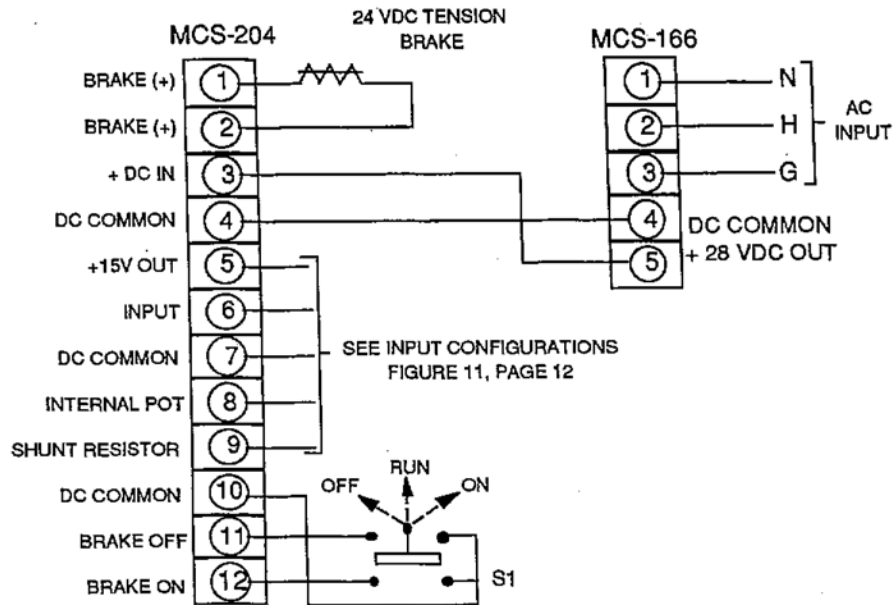 24 VDC TENSION
BRAKE
MCS-204
BRAKE (+)
1
BRAKE (+)
2
+ DC IN
3
DC COMMON
4
+15V OUT
5
INPUT
6
DC COMMON
7
INTERNAL POT
8
SHUNT RESISTOR
9
DC COMMON
10
BRAKE OFF
11
BRAKE ON
12
SEE INPUT CONFIGURATIONS
FIGURE 11, PAGE 12
OFF
RUN
ON
S1
MCS-166
1
N
2
H
3
G
AC
INPUT
4
DC COMMON
5
+ 28 VDC OUT